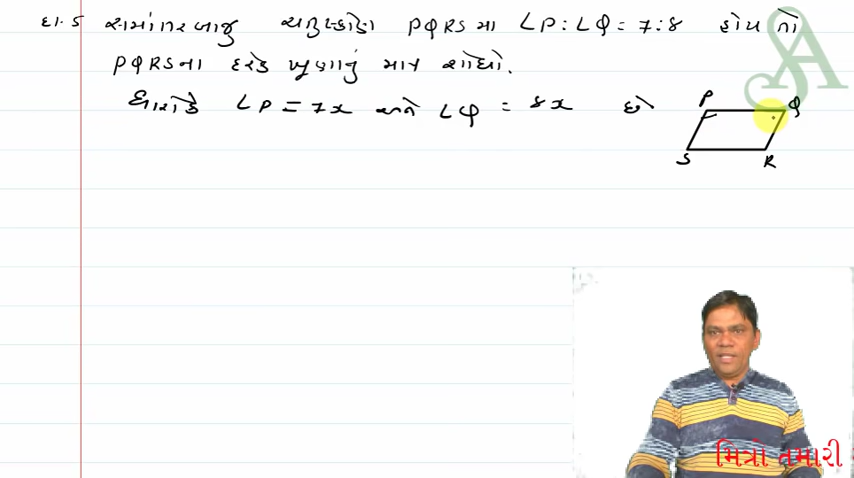 દા.5 સમાંતરબાજુ ચતુષ્કોણ PQRS માં ∠P:∠Q = 7:8 હોય તો
PQRS ના દરેક ખૂણાનું માપ શોધો.
ધારોકે ∠P = 7x અને ∠Q = 8x છે
P Q
S R
મિત્રો તમારી